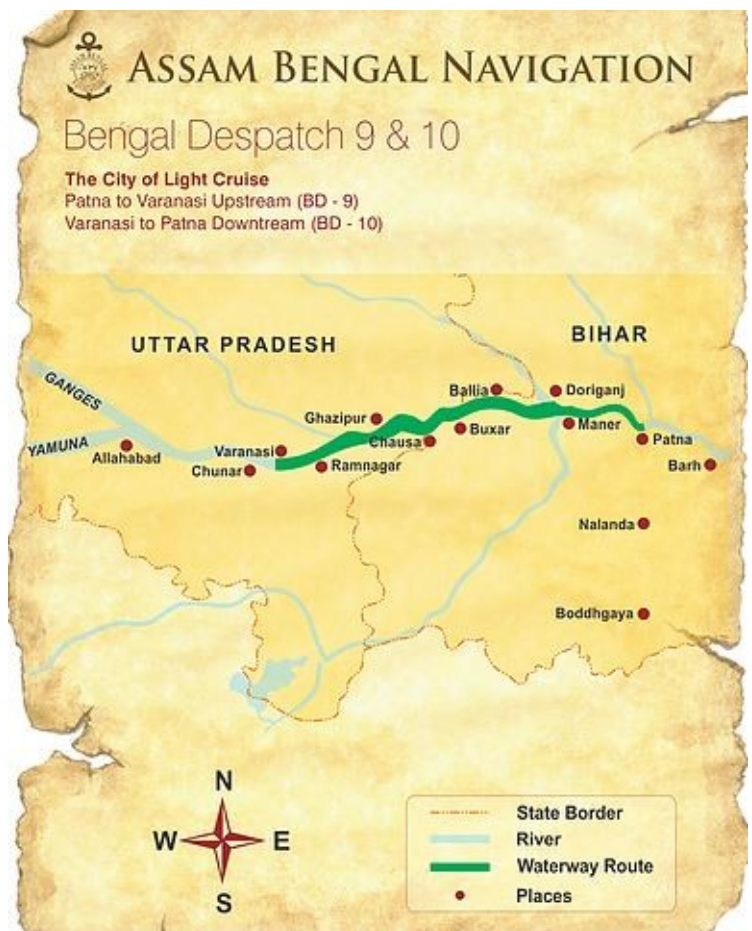 ASSAM BENGAL NAVIGATION
Bengal Despatch 9 & 10
The City of Light Cruise
Patna to Varanasi Upstream (BD - 9)
Varanasi to Patna Downtream (BD - 10)
UTTAR PRADESH
BIHAR
GANGES
YAMUNA
Allahabad
Varanasi
Chunar
Ghazipur
Ramnagar
Chausa
Ballia
Buxar
Doriganj
Maner
Patna
Barh
Nalanda
Boddhgaya
N
W
E
S
State Border
River
Waterway Route
Places